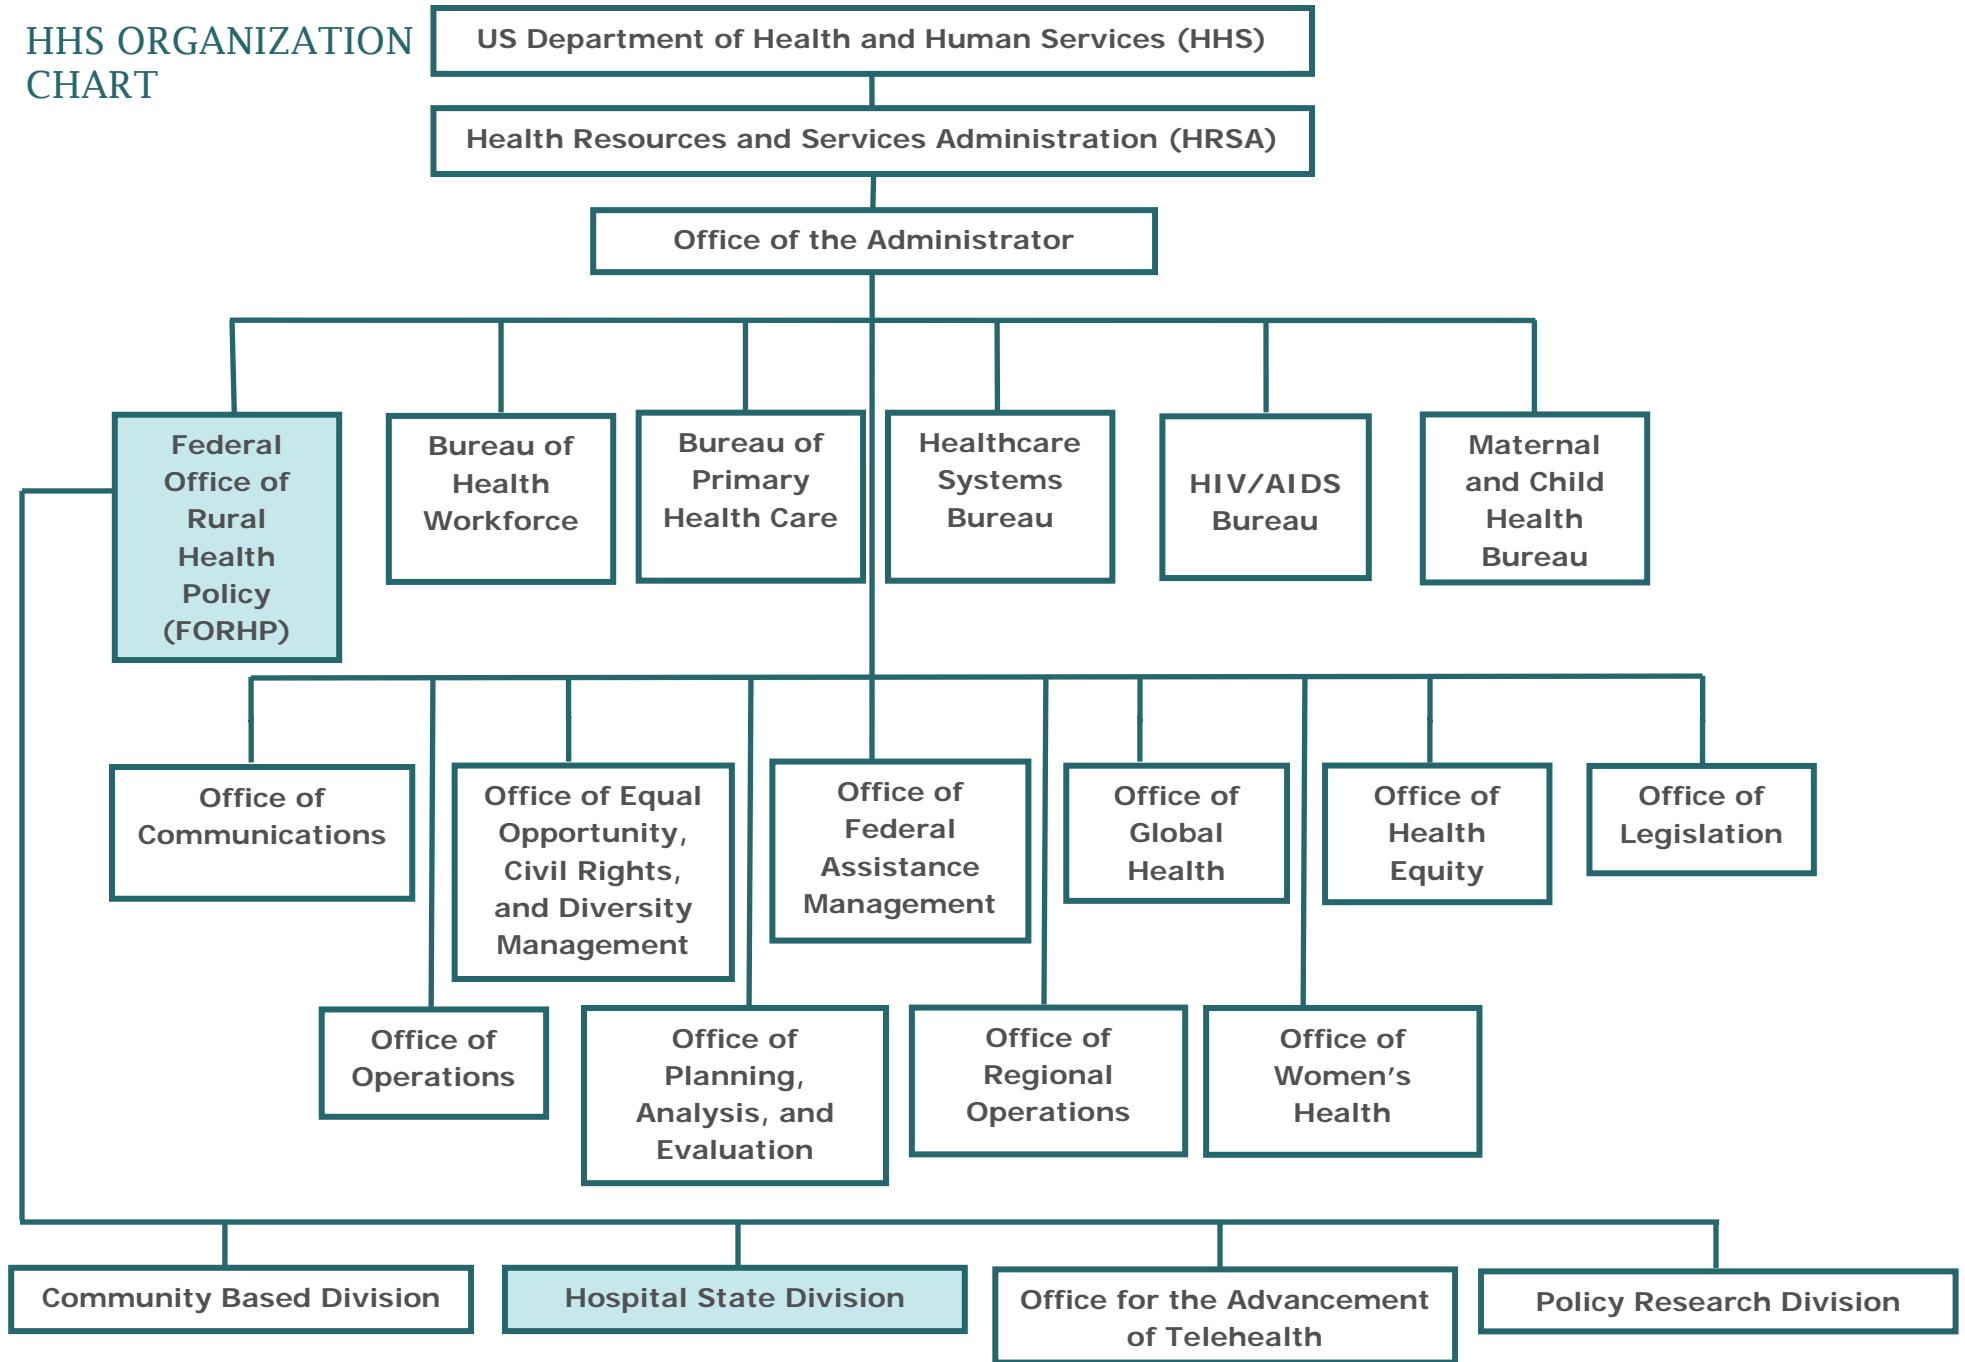 HHS ORGANIZATION
CHART
US Department of Health and Human Services (HHS)
Health Resources and Services Administration (HRSA)
Office of the Administrator
Federal
Office of
Rural
Health
Policy
(FORHP)
Bureau of
Health
Workforce
Bureau of
Primary
Health Care
Healthcare
Systems
Bureau
HIV/AIDS
Bureau
Maternal
and Child
Health
Bureau
Office of
Communications
Office of Equal
Opportunity,
Civil Rights,
and Diversity
Management
Office of
Federal
Assistance
Management
Office of
Global
Health
Office of
Health
Equity
Office of
Legislation
Office of
Operations
Office of
Planning,
Analysis, and
Evaluation
Office of
Regional
Operations
Office of
Women’s
Health
Community Based Division
Hospital State Division
Office for the Advancement
of Telehealth
Policy Research Division